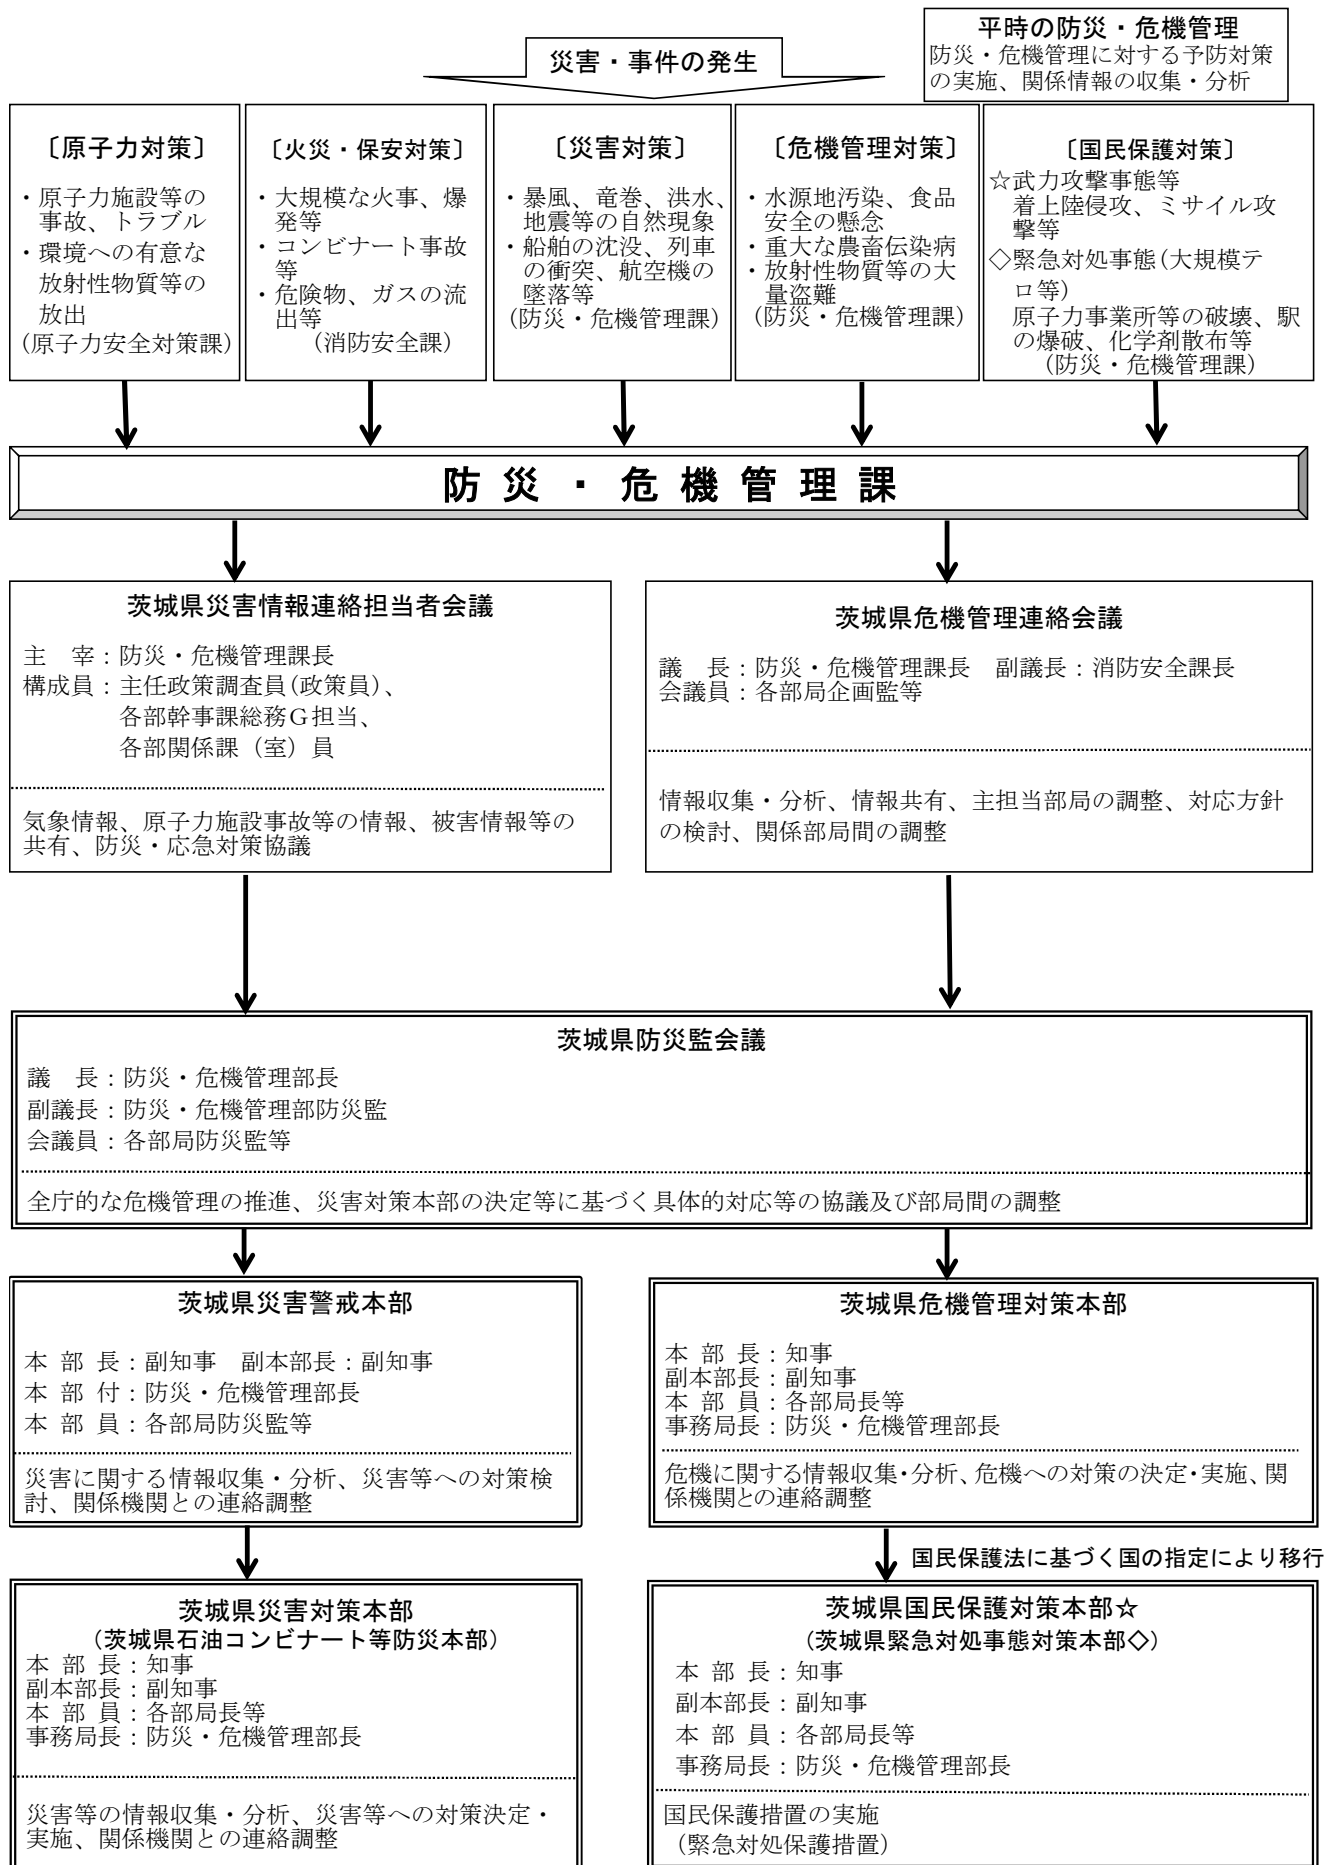 平時の防災・危機管理
防災・危機管理に対する予防対策
の実施、関係情報の収集・分析
災害・事件の発生
〔原子力対策〕
・原子力施設等の
事故、トラブル
・環境への有意な
放射性物質等の
放出
(原子力安全対策課)
〔火災・保安対策〕
・大規模な火事、爆
発等
・コンビナート事故
等
・危険物、ガスの流
出等
(消防安全課)
〔災害対策〕
・暴風、竜巻、洪水、
地震等の自然現象
・船舶の沈没、列車
の衝突、航空機の
墜落等
(防災・危機管理課)
〔危機管理対策〕
・水源地汚染、食品
安全の懸念
・重大な農畜伝染病
・放射性物質等の大
量盗難
(防災・危機管理課)
〔国民保護対策〕
☆武力攻撃事態等
着上陸侵攻、ミサイル攻
撃等
◇緊急対処事態(大規模テ
ロ等)
原子力事業所等の破壊、駅
の爆破、化学剤散布等
(防災・危機管理課)
防災・危機管理課
茨城県災害情報連絡担当者会議
主　宰：防災・危機管理課長
構成員：主任政策調査員(政策員)、
各部幹事課総務G担当、
各部関係課（室）員
気象情報、原子力施設事故等の情報、被害情報等の
共有、防災・応急対策協議
茨城県危機管理連絡会議
議　長：防災・危機管理課長　副議長：消防安全課長
会議員：各部局企画監等
情報収集・分析、情報共有、主担当部局の調整、対応方針
の検討、関係部局間の調整
茨城県防災監会議
議　長：防災・危機管理部長
副議長：防災・危機管理部防災監
会議員：各部局防災監等
全庁的な危機管理の推進、災害対策本部の決定等に基づく具体的対応等の協議及び部局間の調整
茨城県災害警戒本部
本 部 長：副知事　副本部長：副知事
本 部 付：防災・危機管理部長
本 部 員：各部局防災監等
災害に関する情報収集・分析、災害等への対策検
討、関係機関との連絡調整
茨城県危機管理対策本部
本 部 長：知事
副本部長：副知事
本 部 員：各部局長等
事務局長：防災・危機管理部長
危機に関する情報収集・分析、危機への対策の決定・実施、関
係機関との連絡調整
国民保護法に基づく国の指定により移行
茨城県災害対策本部
（茨城県石油コンビナート等防災本部）
本 部 長：知事
副本部長：副知事
本 部 員：各部局長等
事務局長：防災・危機管理部長
災害等の情報収集・分析、災害等への対策決定・
実施、関係機関との連絡調整
茨城県国民保護対策本部☆
(茨城県緊急対処事態対策本部◇)
本 部 長：知事
副本部長：副知事
本 部 員：各部局長等
事務局長：防災・危機管理部長
国民保護措置の実施
（緊急対処保護措置）